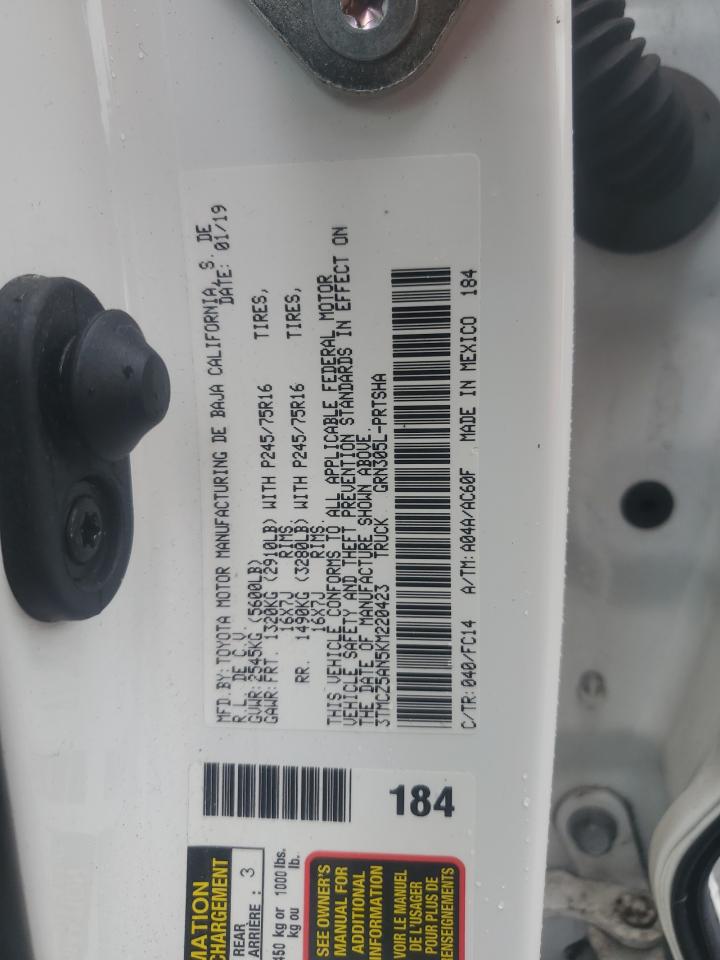 MFD.BY:TOYOTA MOTOR MANUFACTURING DE BAJA CALIFORNIA, S. DE
R. L. DE C.V. DATE: 01/19
GVWR:2545KG (5600LB)
GAWR:FRT. 1320KG (2910LB) WITH P245/75R16 TIRES,
16X7J RIMS.
RR. 1490KG (3280LB) WITH P245/75R16 TIRES,
16X7J RIMS.
THIS VEHICLE CONFORMS TO ALL APPLICABLE FEDERAL MOTOR
VEHICLE SAFETY AND THEFT PREVENTION STANDARDS IN EFFECT ON
THE DATE OF MANUFACTURE SHOWN ABOVE.
3TMCZ5AN5KM220423 TRUCK GRN305L-PRTSHA
C/TR:040/FC14 A/TM:A04A/AC60F MADE IN MEXICO 184
184
REAR
ARRIÈRE : 3
450 kg or 1000 lbs.
kg ou lb.
SEE OWNER'S
MANUAL FOR
ADDITIONAL
INFORMATION
VOIR LE MANUEL
DE L'USAGER
POUR PLUS DE
RENSEIGNEMENTS